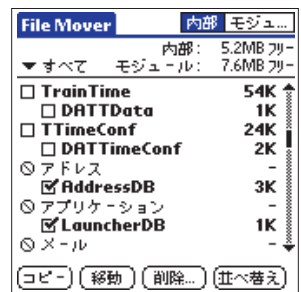 File Mover 内部 モジュ...
内部: 5.2MB フリー
▼ すべて モジュール: 7.6MB フリー
TrainTime 54K
DATTData 1K
TTimeConf 24K
DATTimeConf 2K
アドレス -
AddressDB 3K
アプリケーション -
LauncherDB 1K
メール -
コピー 移動 削除... 並べ替え